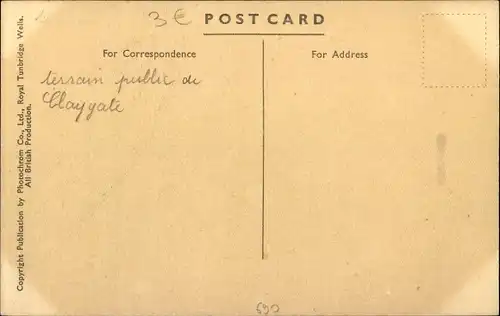 3 €
POST CARD
For Correspondence
For Address
terrain public de
Claygate
Copyright Publication by Photochrom Co., Ltd., Royal Tunbridge Wells.
All British Production.